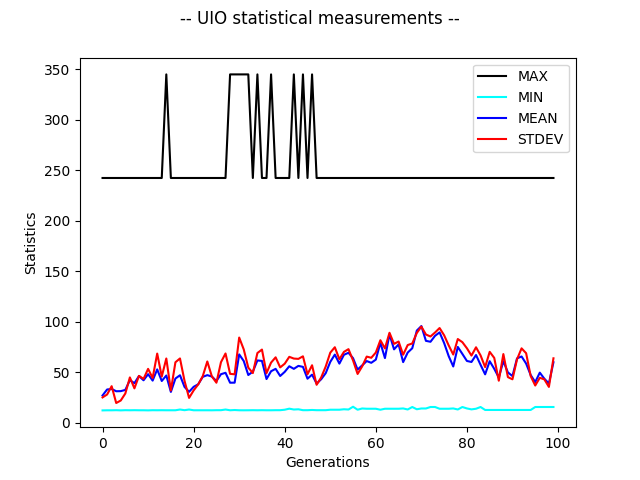 -- UIO statistical measurements --
MAX
MIN
MEAN
STDEV
Statistics
350
300
250
200
150
100
50
0
0 20 40 60 80 100
Generations